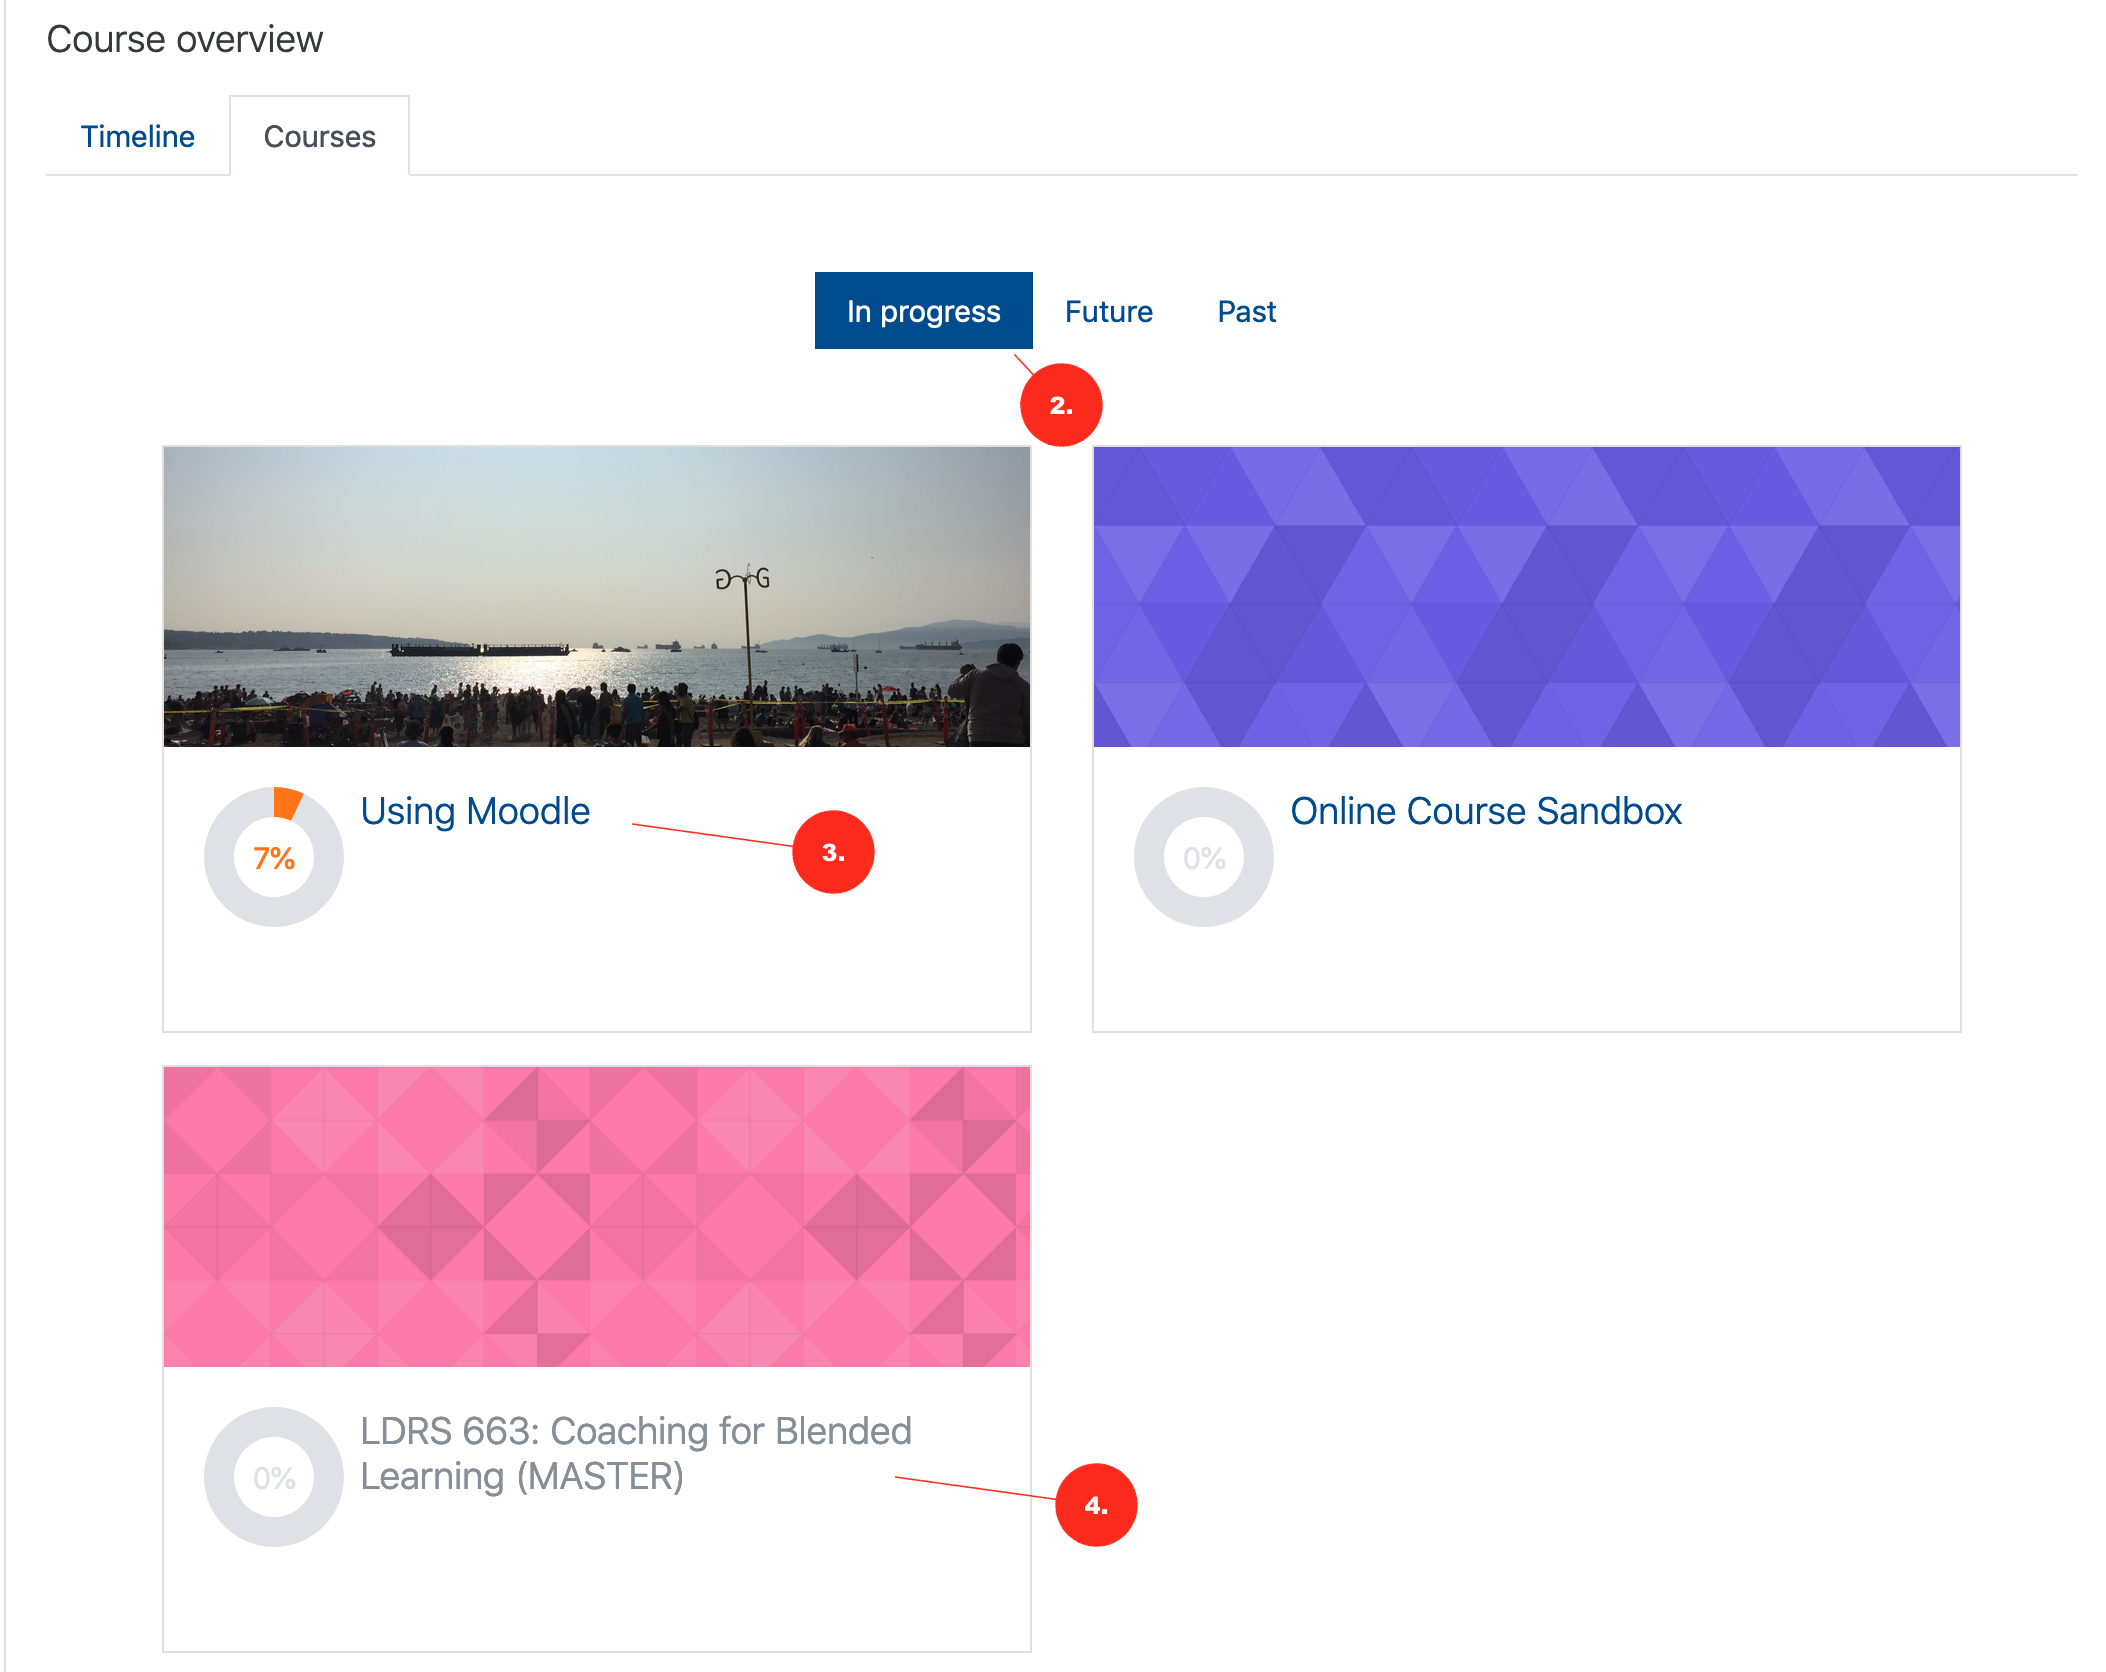 Course overview
Timeline
Courses
In progress
Future
Past
2.
Using Moodle
7%
3.
Online Course Sandbox
0%
LDRS 663: Coaching for Blended
Learning (MASTER)
0%
4.